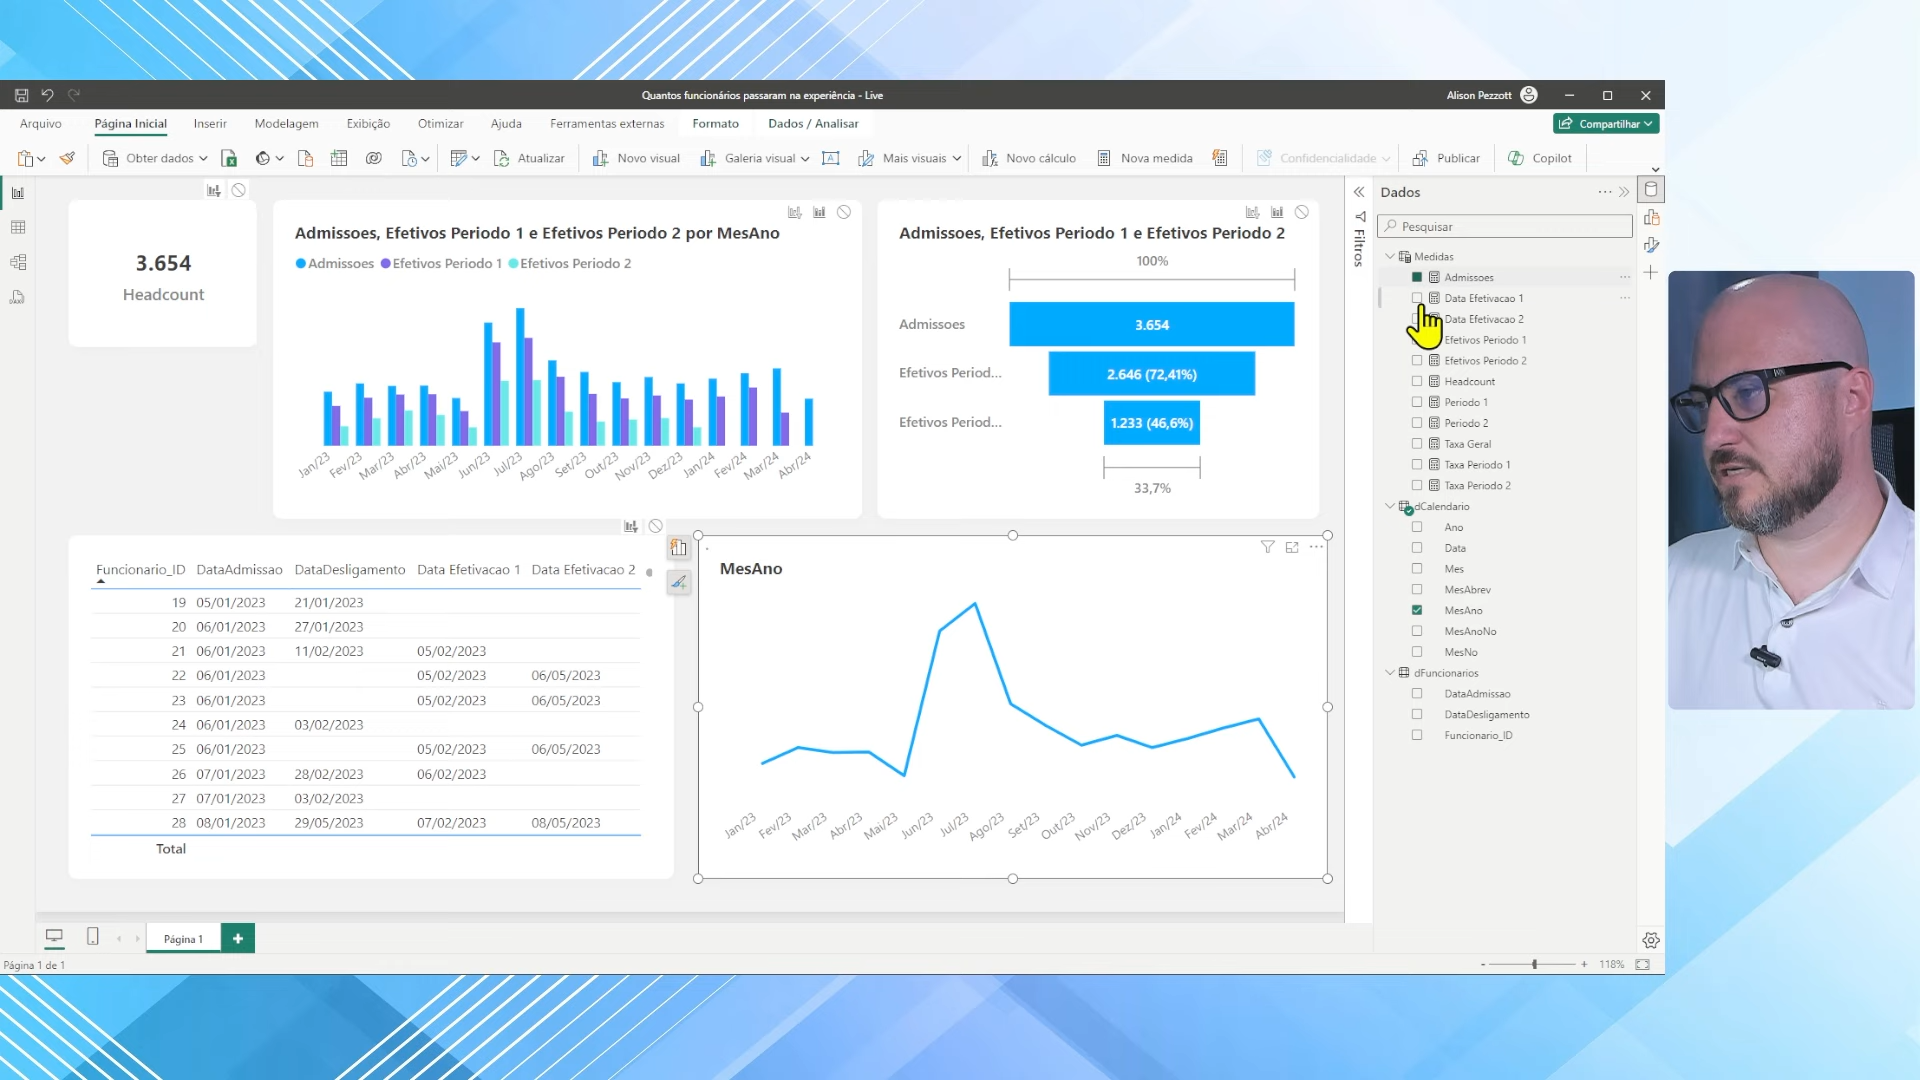 Quantos funcionários passaram na experiência - Live
Alison Pezzott
Arquivo
Página Inicial
Inserir
Modelagem
Exibição
Otimizar
Ajuda
Ferramentas externas
Formato
Dados / Analisar
Compartilhar
Obter dados
Atualizar
Novo visual
Galeria visual
Mais visuais
Novo cálculo
Nova medida
Confidencialidade
Publicar
Copilot
3.654
Headcount
Admissoes, Efetivos Periodo 1 e Efetivos Periodo 2 por MesAno
Admissoes Efetivos Periodo 1 Efetivos Periodo 2
Jan/23 Fev/23 Mar/23 Abr/23 Mai/23 Jun/23 Jul/23 Ago/23 Set/23 Out/23 Nov/23 Dez/23 Jan/24 Fev/24 Mar/24 Abr/24
Admissoes, Efetivos Periodo 1 e Efetivos Periodo 2
100%
Admissoes 3.654
Efetivos Period... 2.646 (72,41%)
Efetivos Period... 1.233 (46,6%)
33,7%
Funcionario_ID DataAdmissao DataDesligamento Data Efetivacao 1 Data Efetivacao 2
19 05/01/2023 21/01/2023
20 06/01/2023 27/01/2023
21 06/01/2023 11/02/2023 05/02/2023
22 06/01/2023 05/02/2023 06/05/2023
23 06/01/2023 05/02/2023 06/05/2023
24 06/01/2023 03/02/2023
25 06/01/2023 05/02/2023 06/05/2023
26 07/01/2023 28/02/2023 06/02/2023
27 07/01/2023 03/02/2023
28 08/01/2023 29/05/2023 07/02/2023 08/05/2023
Total
MesAno
Jan/23 Fev/23 Mar/23 Abr/23 Mai/23 Jun/23 Jul/23 Ago/23 Set/23 Out/23 Nov/23 Dez/23 Jan/24 Fev/24 Mar/24 Abr/24
Filtros
Dados
Pesquisar
Medidas
Admissoes
Data Efetivacao 1
Data Efetivacao 2
Efetivos Periodo 1
Efetivos Periodo 2
Headcount
Periodo 1
Periodo 2
Taxa Geral
Taxa Periodo 1
Taxa Periodo 2
dCalendario
Ano
Data
Mes
MesAbrev
MesAno
MesAnoNo
MesNo
dFuncionarios
DataAdmissao
DataDesligamento
Funcionario_ID
Página 1
Página 1 de 1
- + 118%